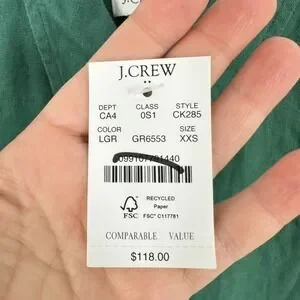 J.CREW
J.CREW
DEPT CLASS STYLE
CA4 0S1 CK285
COLOR SIZE
LGR GR6553 XXS
RECYCLED
Paper
FSC
FSC® C117781
COMPARABLE VALUE
$118.00